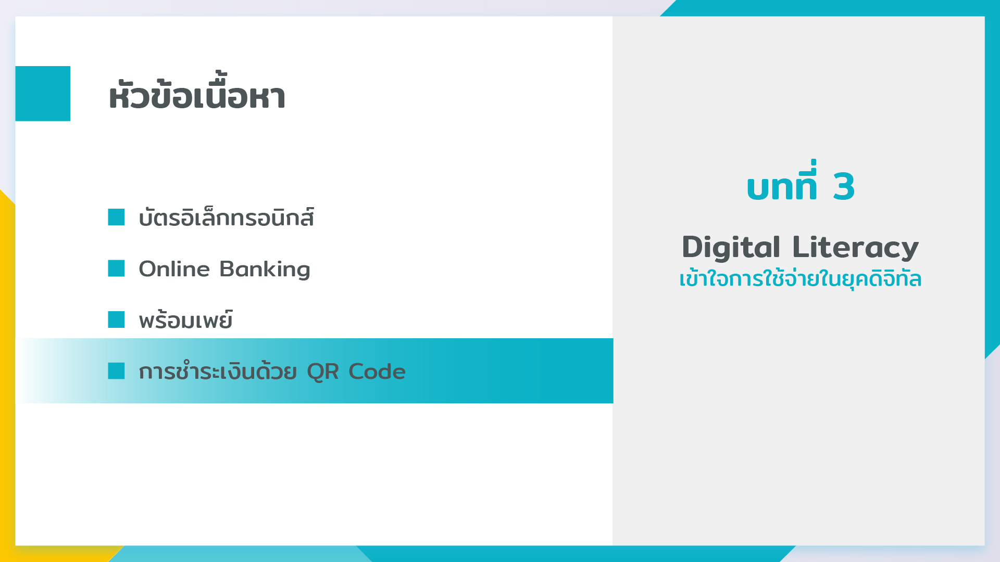 หัวข้อเนื้อหา
บัตรอิเล็กทรอนิกส์
Online Banking
พร้อมเพย์
การชำระเงินด้วย QR Code
บทที่ 3
Digital Literacy
เข้าใจการใช้จ่ายในยุคดิจิทัล